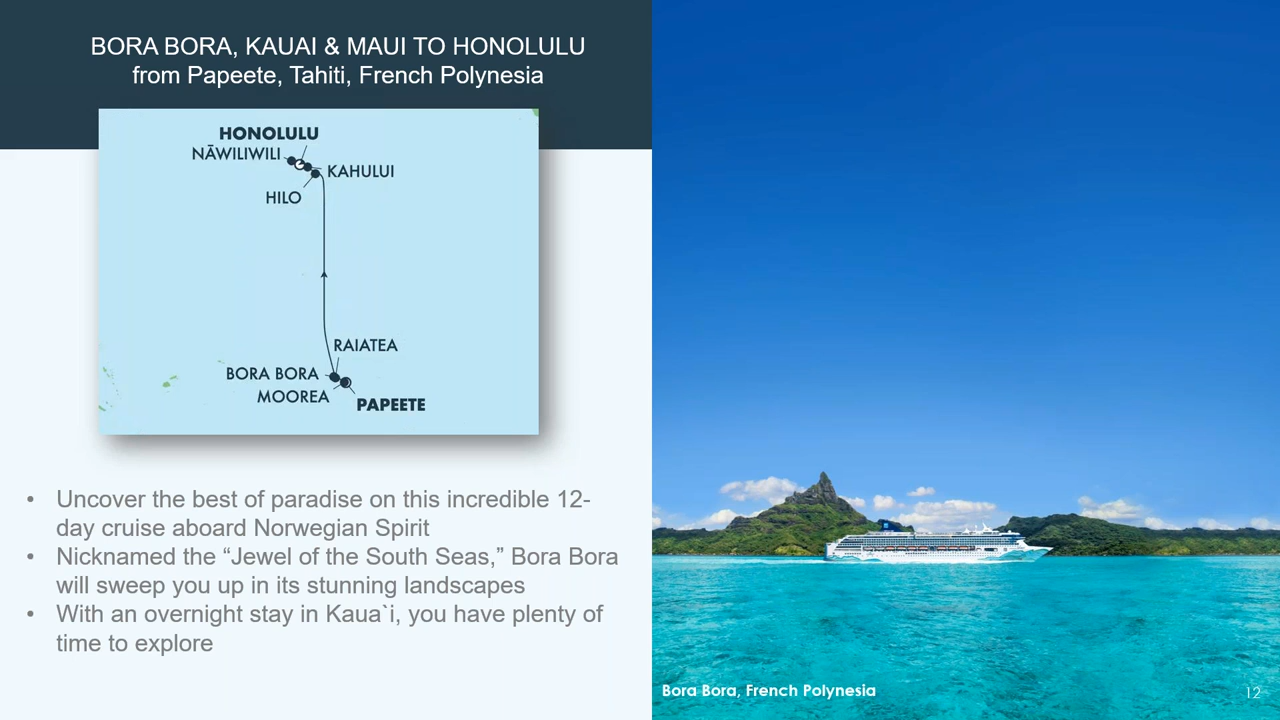 BORA BORA, KAUAI & MAUI TO HONOLULU
from Papeete, Tahiti, French Polynesia
HONOLULU
NĀWILIWILI
KAHULUI
HILO
RAIATEA
BORA BORA
MOOREA
PAPEETE
• Uncover the best of paradise on this incredible 12-
day cruise aboard Norwegian Spirit
• Nicknamed the “Jewel of the South Seas,” Bora Bora
will sweep you up in its stunning landscapes
• With an overnight stay in Kaua`i, you have plenty of
time to explore
Bora Bora, French Polynesia
12